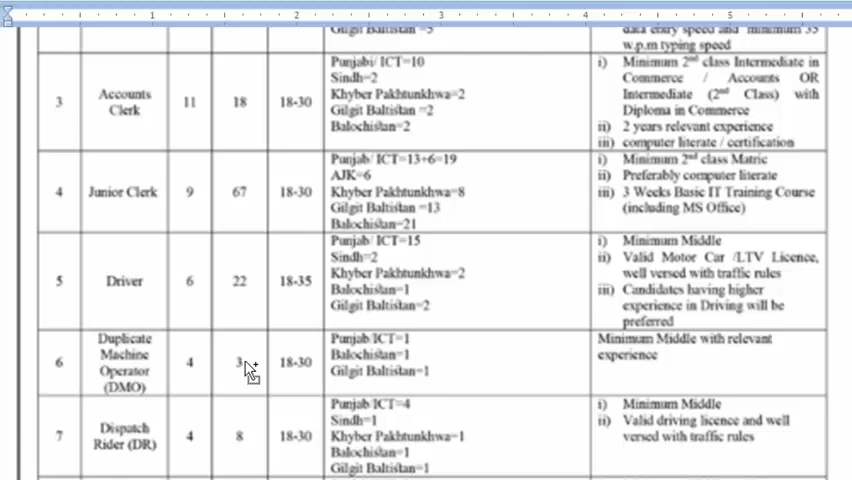 1 2 3 4 5
Gilgit Baltistan =5
data entry speed and minimum 35
w.p.m typing speed
3
Accounts
Clerk
11
18
18-30
Punjab/ ICT=10
Sindh=2
Khyber Pakhtunkhwa=2
Gilgit Baltistan =2
Balochistan=2
i) Minimum 2nd class Intermediate in
Commerce / Accounts OR
Intermediate (2nd Class) with
Diploma in Commerce
ii) 2 years relevant experience
iii) computer literate / certification
4
Junior Clerk
9
67
18-30
Punjab/ ICT=13+6=19
AJK=6
Khyber Pakhtunkhwa=8
Gilgit Baltistan =13
Balochistan=21
i) Minimum 2nd class Matric
ii) Preferably computer literate
iii) 3 Weeks Basic IT Training Course
(including MS Office)
5
Driver
6
22
18-35
Punjab/ ICT=15
Sindh=2
Khyber Pakhtunkhwa=2
Balochistan=1
Gilgit Baltistan=2
i) Minimum Middle
ii) Valid Motor Car /LTV Licence,
well versed with traffic rules
iii) Candidates having higher
experience in Driving will be
preferred
6
Duplicate
Machine
Operator
(DMO)
4
3
18-30
Punjab/ICT=1
Balochistan=1
Gilgit Baltistan=1
Minimum Middle with relevant
experience
7
Dispatch
Rider (DR)
4
8
18-30
Punjab/ICT=4
Sindh=1
Khyber Pakhtunkhwa=1
Balochistan=1
Gilgit Baltistan=1
i) Minimum Middle
ii) Valid driving licence and well
versed with traffic rules